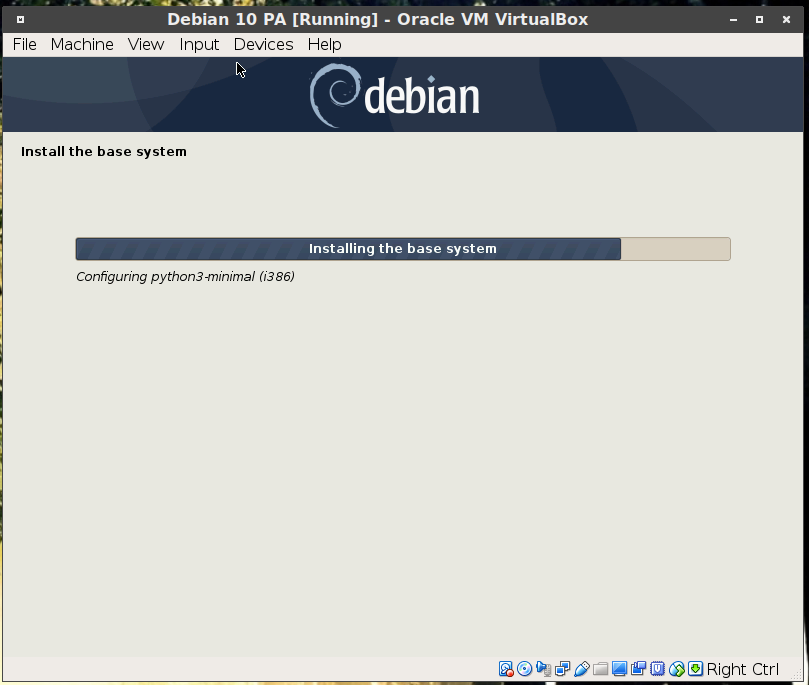 Debian 10 PA [Running] - Oracle VM VirtualBox
File Machine View Input Devices Help
debian
Install the base system
Installing the base system
Configuring python3-minimal (i386)
Right Ctrl